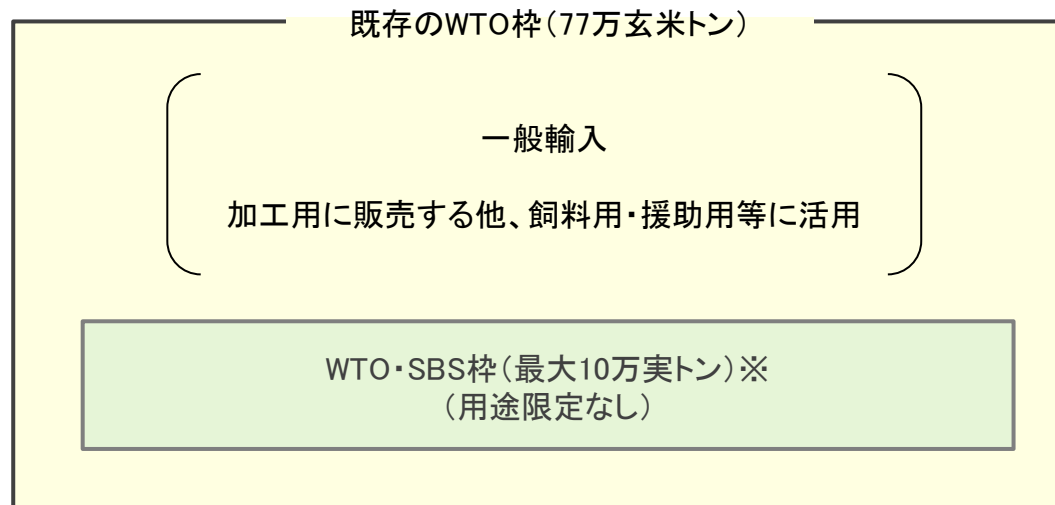 既存のWTO枠（77万玄米トン）
一般輸入
加工用に販売する他、飼料用・援助用等に活用
WTO・SBS枠（最大10万実トン）※
（用途限定なし）